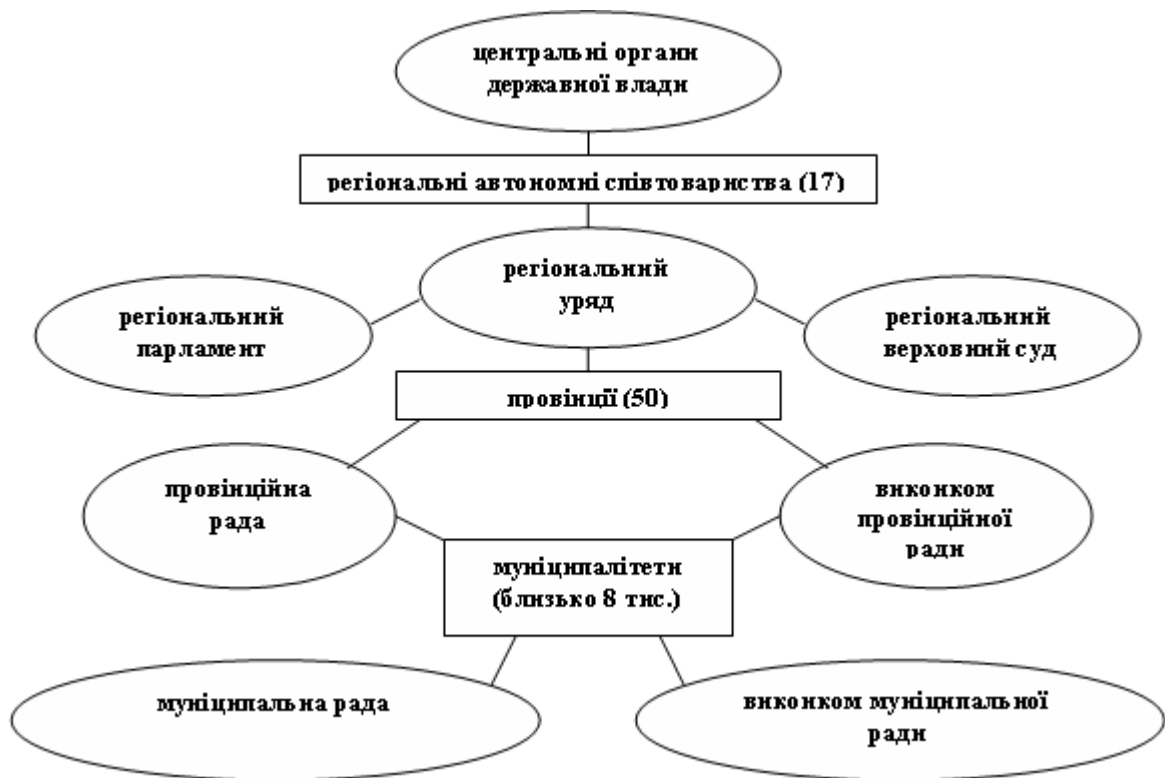 центральні органи
державної влади
регіональні автономні співтовариства (17)
регіональний
уряд
регіональний
парламент
регіональний
верховний суд
провінції (50)
провінційна
рада
виконком
провінційної
ради
муніципалітети
(близько 8 тис.)
муніципальна рада
виконком муніципальної
ради